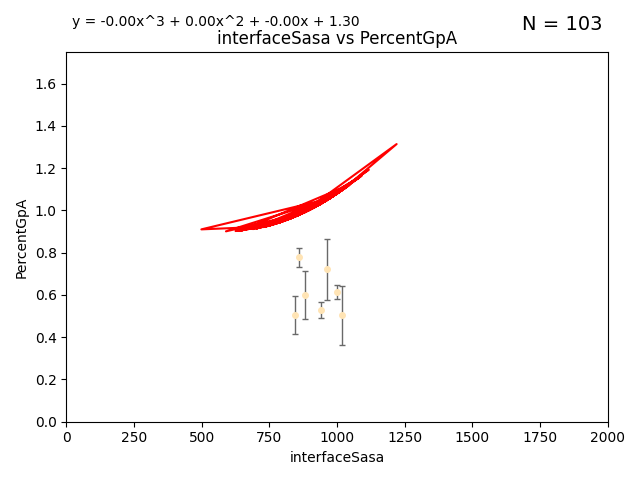 y = -0.00x^3 + 0.00x^2 + -0.00x + 1.30
N = 103
interfaceSasa vs PercentGpA
PercentGpA
1.6
1.4
1.2
1.0
0.8
0.6
0.4
0.2
0.0
0 250 500 750 1000 1250 1500 1750 2000
interfaceSasa